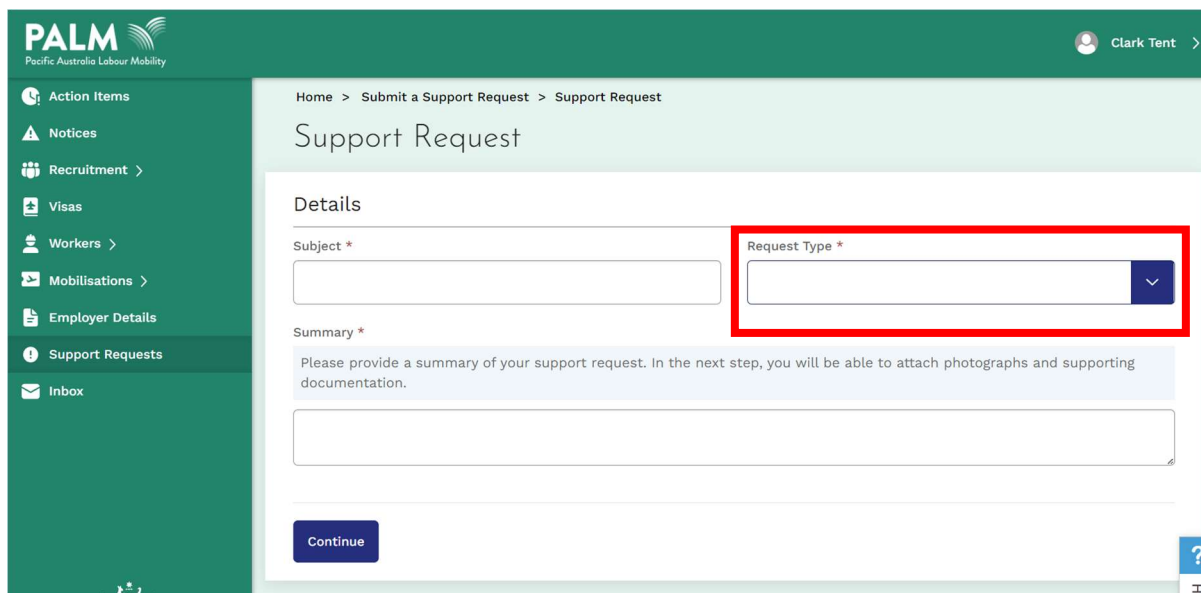 PALM
Pacific Australia Labour Mobility
Clark Tent
Action Items
Notices
Recruitment >
Visas
Workers >
Mobilisations >
Employer Details
Support Requests
Inbox
Home > Submit a Support Request > Support Request
Support Request
Details
Subject *
Request Type *
Summary *
Please provide a summary of your support request. In the next step, you will be able to attach photographs and supporting
documentation.
Continue
?